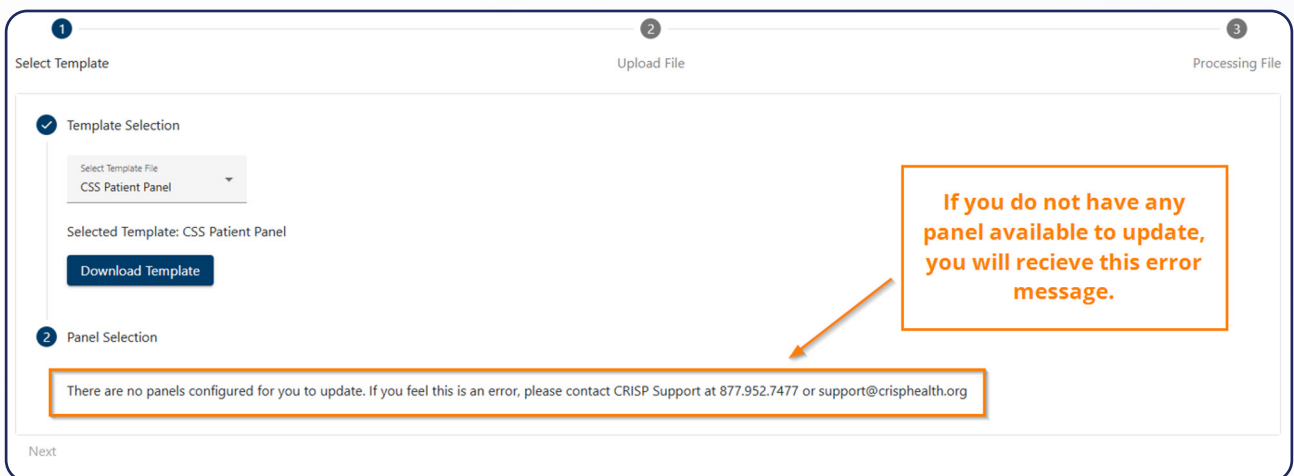 1
2
3
Select Template
Upload File
Processing File
Template Selection
Select Template File
CSS Patient Panel
Selected Template: CSS Patient Panel
Download Template
If you do not have any
panel available to update,
you will recieve this error
message.
2
Panel Selection
There are no panels configured for you to update. If you feel this is an error, please contact CRISP Support at 877.952.7477 or support@crisphealth.org
Next